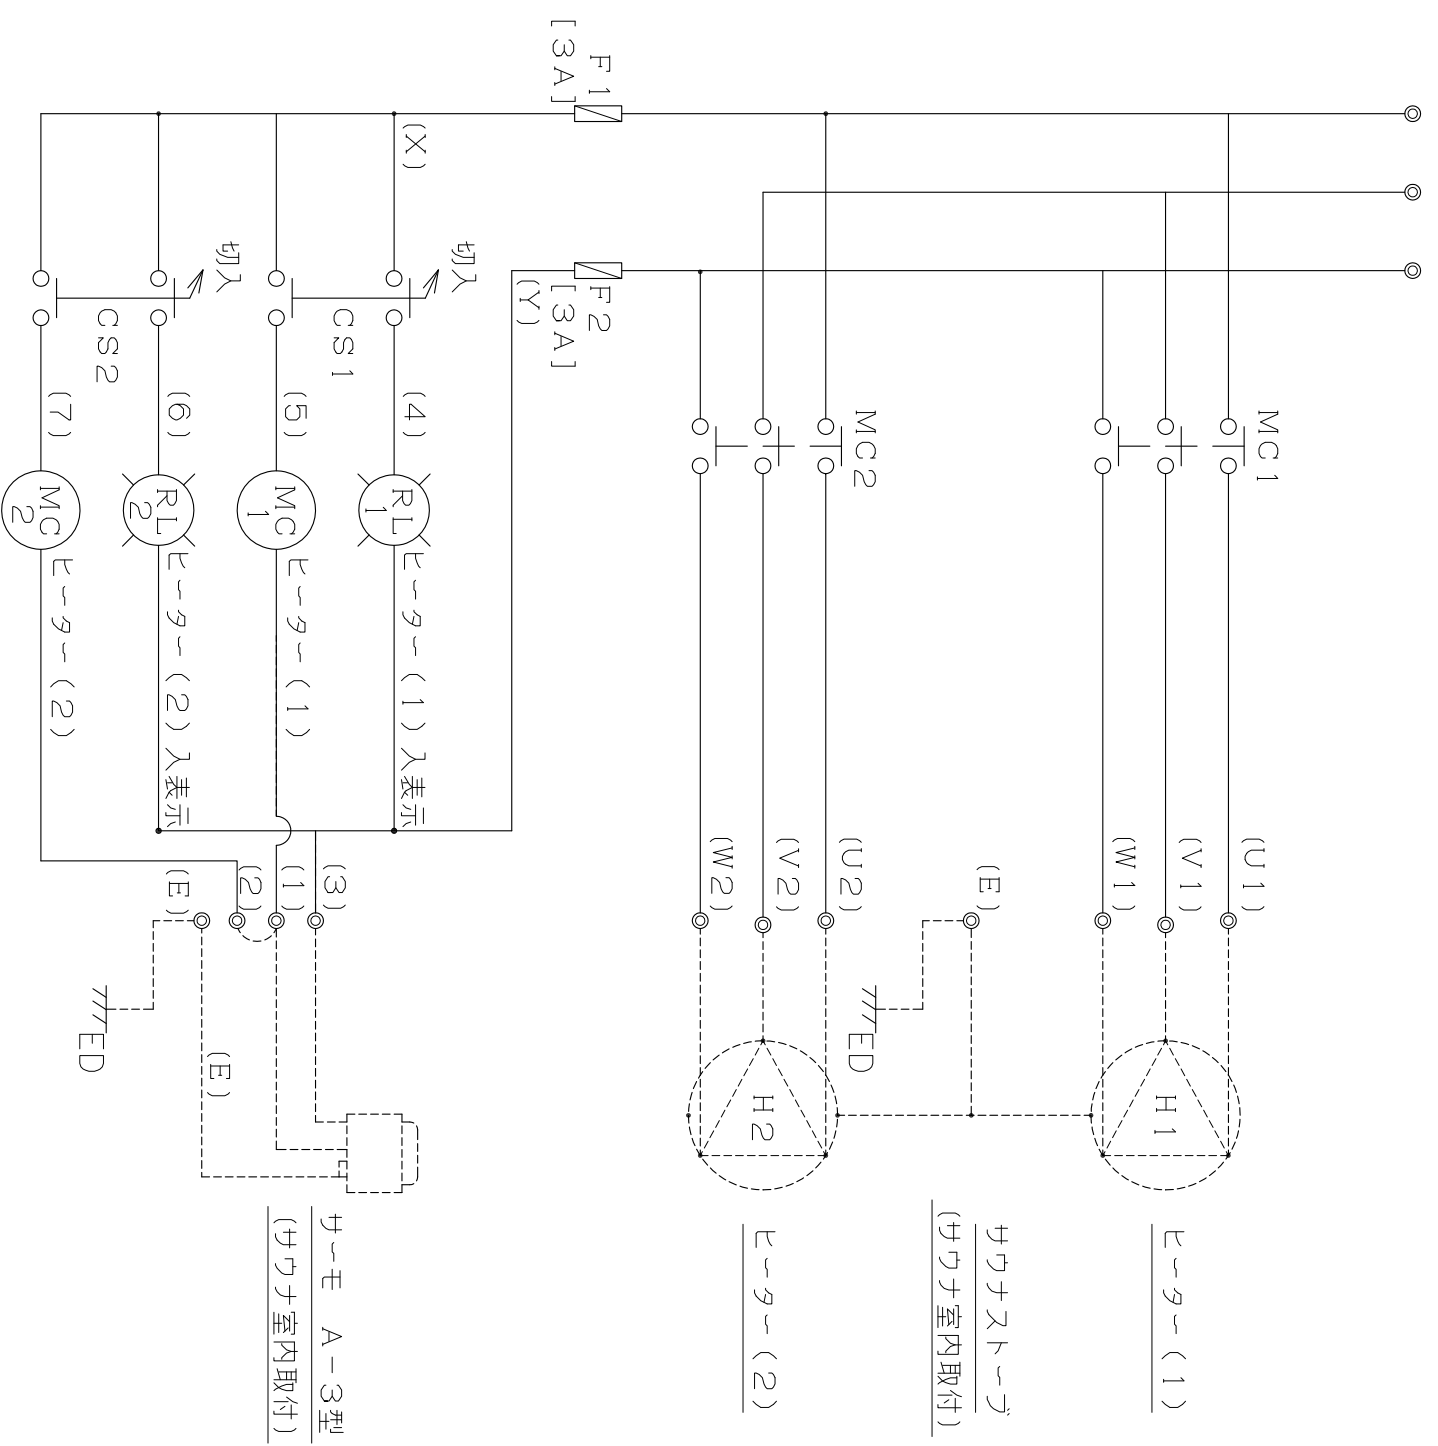 MC1
(U1)
(V1)
(W1)
H1
ヒーター(1)
サウナストーブ
(サウナ室内取付)
(E)
ED
MC2
(U2)
(V2)
(W2)
H2
ヒーター(2)
F1
[3A]
F2
[3A]
(Y)
(X)
切入
CS1
(4)
RL
1
ヒーター(1)入表示
(5)
MC
1
ヒーター(1)
切入
CS2
(6)
RL
2
ヒーター(2)入表示
(7)
MC
2
ヒーター(2)
(3)
(1)
(2)
(E)
ED
(E)
サーモ A-3型
(サウナ室内取付)